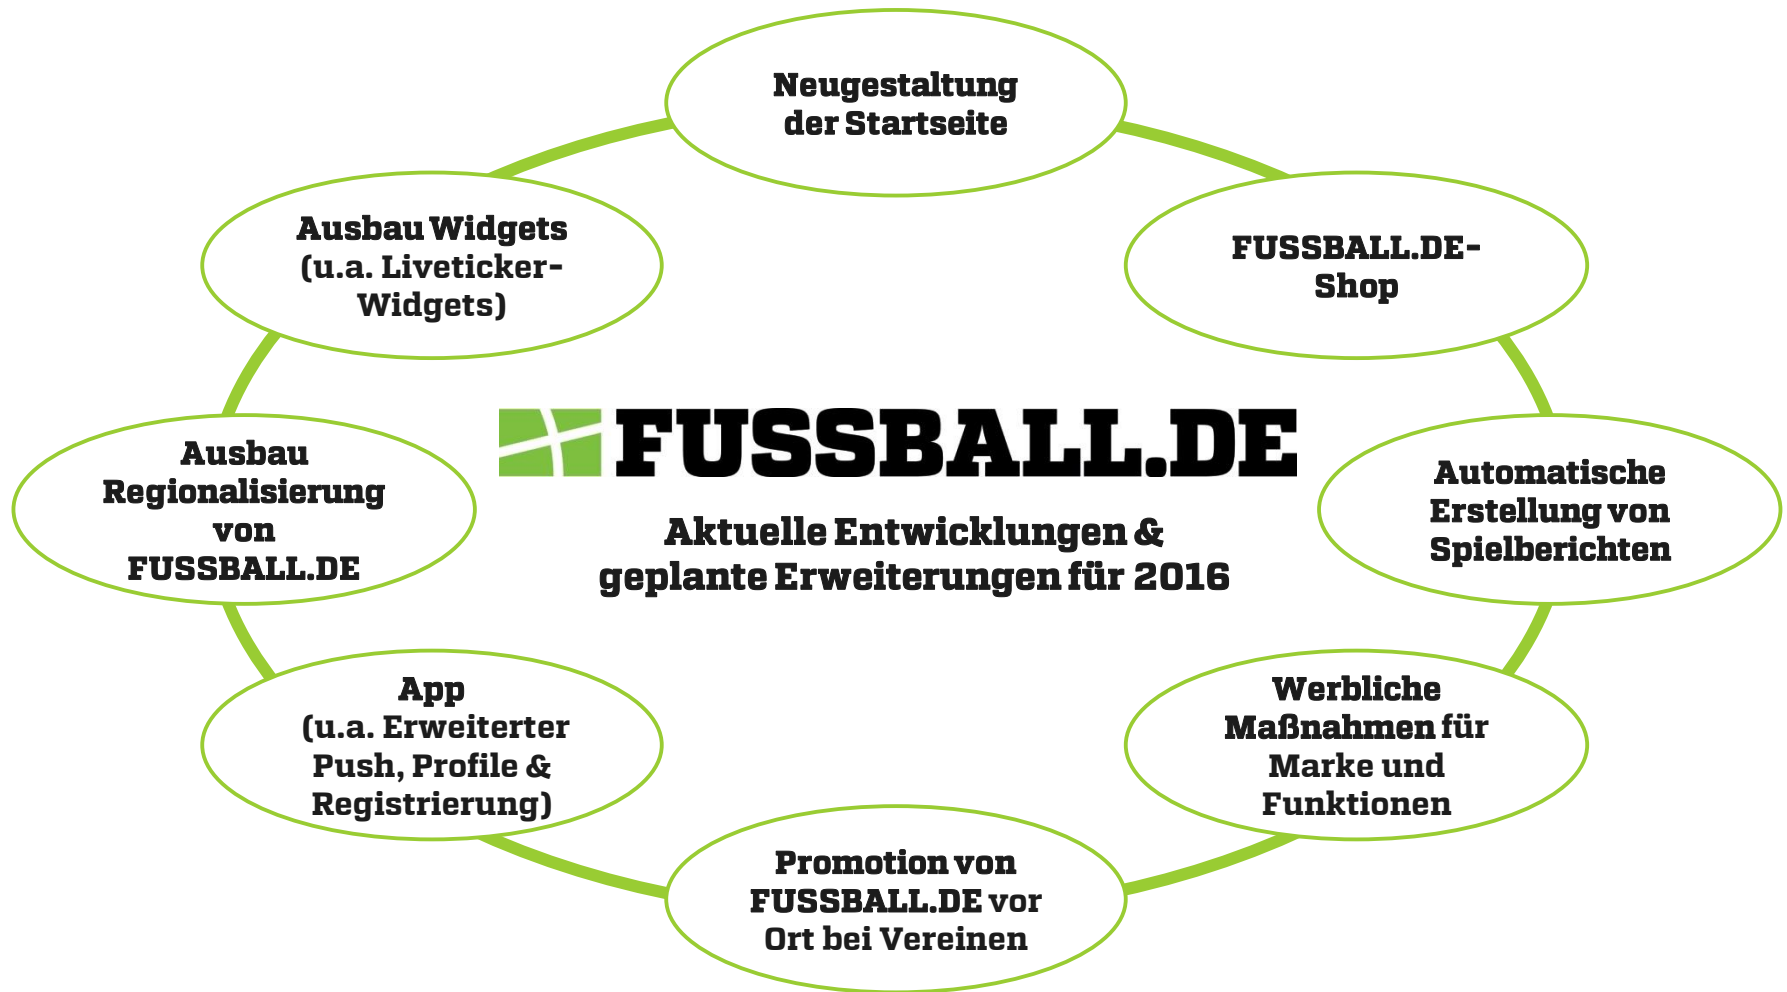 Neugestaltung
der Startseite
Ausbau Widgets
(u.a. Liveticker-
Widgets)
FUSSBALL.DE-
Shop
FUSSBALL.DE
Aktuelle Entwicklungen &
geplante Erweiterungen für 2016
Ausbau
Regionalisierung
von
FUSSBALL.DE
Automatische
Erstellung von
Spielberichten
App
(u.a. Erweiterter
Push, Profile &
Registrierung)
Werbliche
Maßnahmen für
Marke und
Funktionen
Promotion von
FUSSBALL.DE vor
Ort bei Vereinen